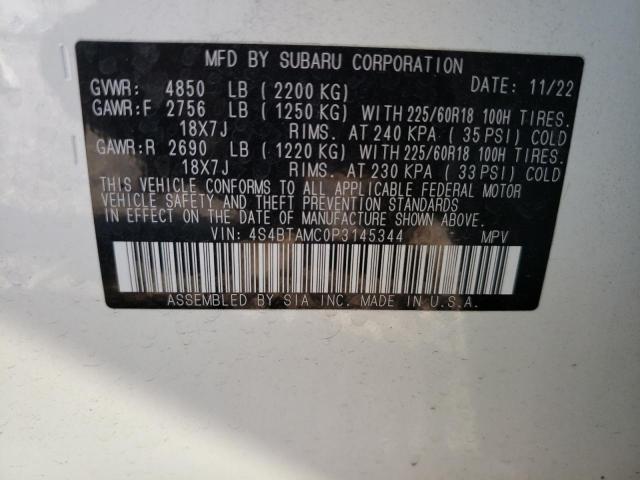 MFD BY SUBARU CORPORATION
GVWR: 4850 LB (2200 KG) DATE: 11/22
GAWR:F 2756 LB (1250 KG) WITH 225/60R18 100H TIRES.
18X7J RIMS. AT 240 KPA (35 PSI) COLD
GAWR:R 2690 LB (1220 KG) WITH 225/60R18 100H TIRES.
18X7J RIMS. AT 230 KPA (33 PSI) COLD
THIS VEHICLE CONFORMS TO ALL APPLICABLE FEDERAL MOTOR
VEHICLE SAFETY AND THEFT PREVENTION STANDARDS
IN EFFECT ON THE DATE OF MANUFACTURE SHOWN ABOVE.
VIN: 4S4BTAMC0P3145344 MPV
ASSEMBLED BY SIA INC. MADE IN U.S.A.